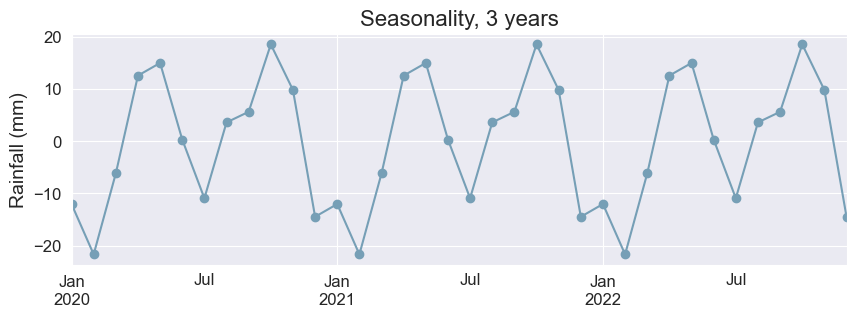 Seasonality, 3 years
Rainfall (mm)
20
10
0
−10
−20
Jan
2020
Jul
Jan
2021
Jul
Jan
2022
Jul